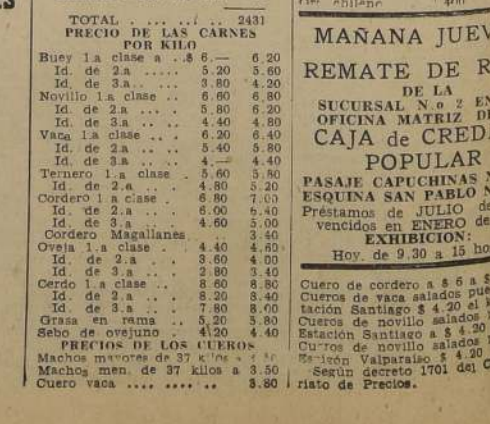 TOTAL . ... ..: .. 2431
PRECIO DE LAS CARNES
POR KILO
Buey 1.a clase a ..$ 6.— 6.20
Id. de 2.a ..... 5.20 5.60
Id. de 3.a.. ... 3.80 4.20
Novillo 1.a clase .. 6.60 6.80
Id. de 2.a ... . 5.80 6.20
Id. de 3.a .. .. 4.40 4.80
Vaca 1.a clase .. .. 6.20 6.40
Id. de 2.a .. .. 5.40 5.80
Id. de 3.a .. .. 4.— 4.40
Ternero 1.a clase . 5.60 5.80
Id. de 2.a .. . 4.80 5.20
Cordero 1.a clase . 6.80 7.00
Id. de 2.a .. . 6.00 6.40
Id. de 3.a .. . 4.60 5.00
Cordero Magallanes 3.40
Oveja 1.a clase .. . 4.40 4.60
Id. de 2.a .. . 3.60 4.00
Id. de 3.a .. . 2.80 3.40
Cerdo 1.a clase .. . 8.60 8.80
Id. de 2.a .. . 8.20 8.40
Id. de 3.a .. . 7.80 8.00
Grasa en rama .. 5.20 5.80
Sebo de ovejuno . 4.20 4.40
PRECIOS DE LOS CUEROS
Machos mayores de 37 kilos a
Machos men. de 37 kilos a 3.50
Cuero vaca .... .... .. 3.80
chileno
MAÑANA JUEV
REMATE DE R
DE LA
SUCURSAL N.o 2 EN
OFICINA MATRIZ DE
CAJA de CRED
POPULAR
PASAJE CAPUCHINAS
ESQUINA SAN PABLO
Préstamos de JULIO de
vencidos en ENERO de
EXHIBICION:
Hoy, de 9.30 a 15 ho
Cuero de cordero a $ 6 a $
Cueros de vaca salados pue
tación Santiago $ 4.20 el k
Cueros de novillo salados
Estación Santiago a $ 4.20
Cueros de novillo salados
Valparaíso $ 4.20
Según decreto 1701 del C
riato de Precios.